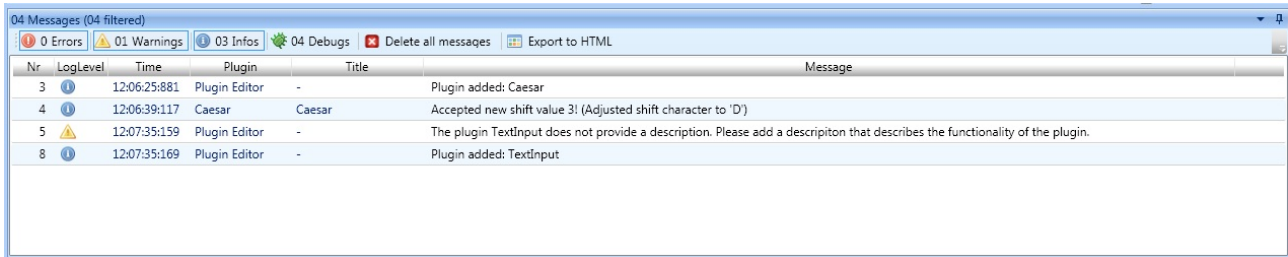 04 Messages (04 filtered)
0 Errors 01 Warnings 03 Infos 04 Debugs Delete all messages Export to HTML
Nr LogLevel Time Plugin Title Message
3 12:06:25:881 Plugin Editor - Plugin added: Caesar
4 12:06:39:117 Caesar Caesar Accepted new shift value 3! (Adjusted shift character to 'D')
5 12:07:35:159 Plugin Editor - The plugin TextInput does not provide a description. Please add a descripiton that describes the functionality of the plugin.
8 12:07:35:169 Plugin Editor - Plugin added: TextInput